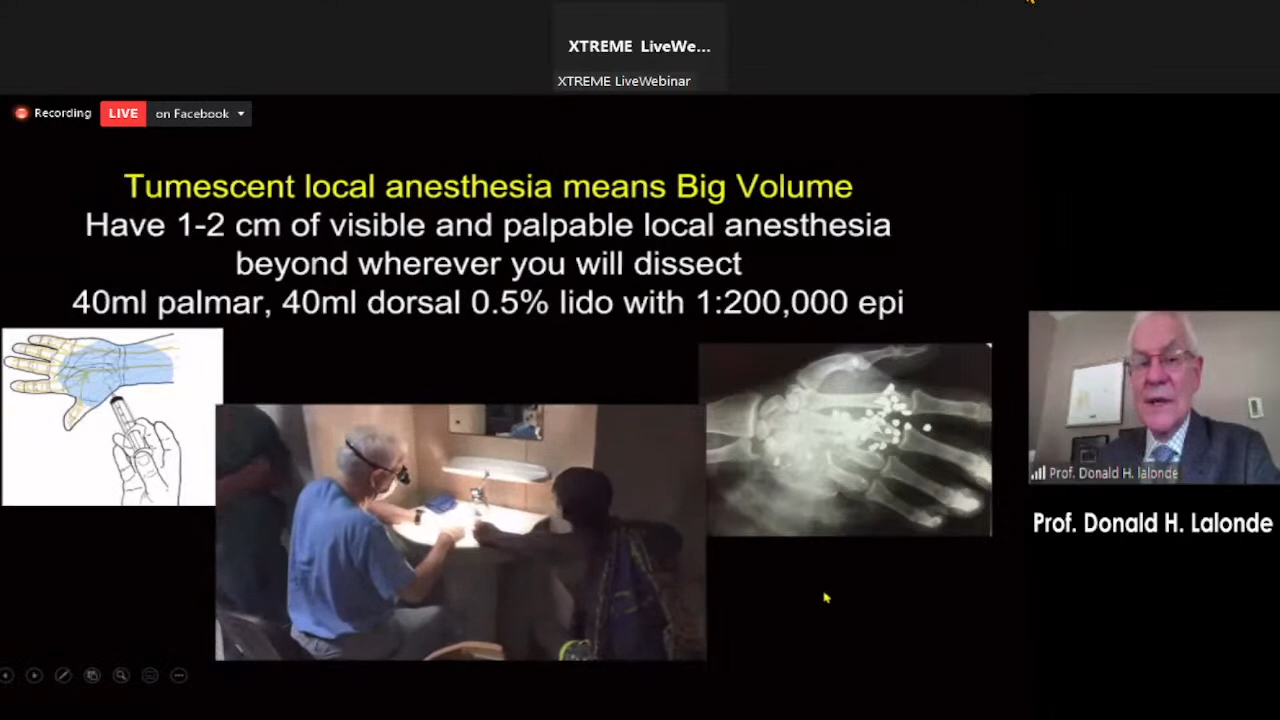 XTREME LiveWe...
XTREME LiveWebinar
Recording
LIVE
on Facebook
Tumescent local anesthesia means Big Volume
Have 1-2 cm of visible and palpable local anesthesia
beyond wherever you will dissect
40ml palmar, 40ml dorsal 0.5% lido with 1:200,000 epi
Prof. Donald H. lalonde
Prof. Donald H. Lalonde